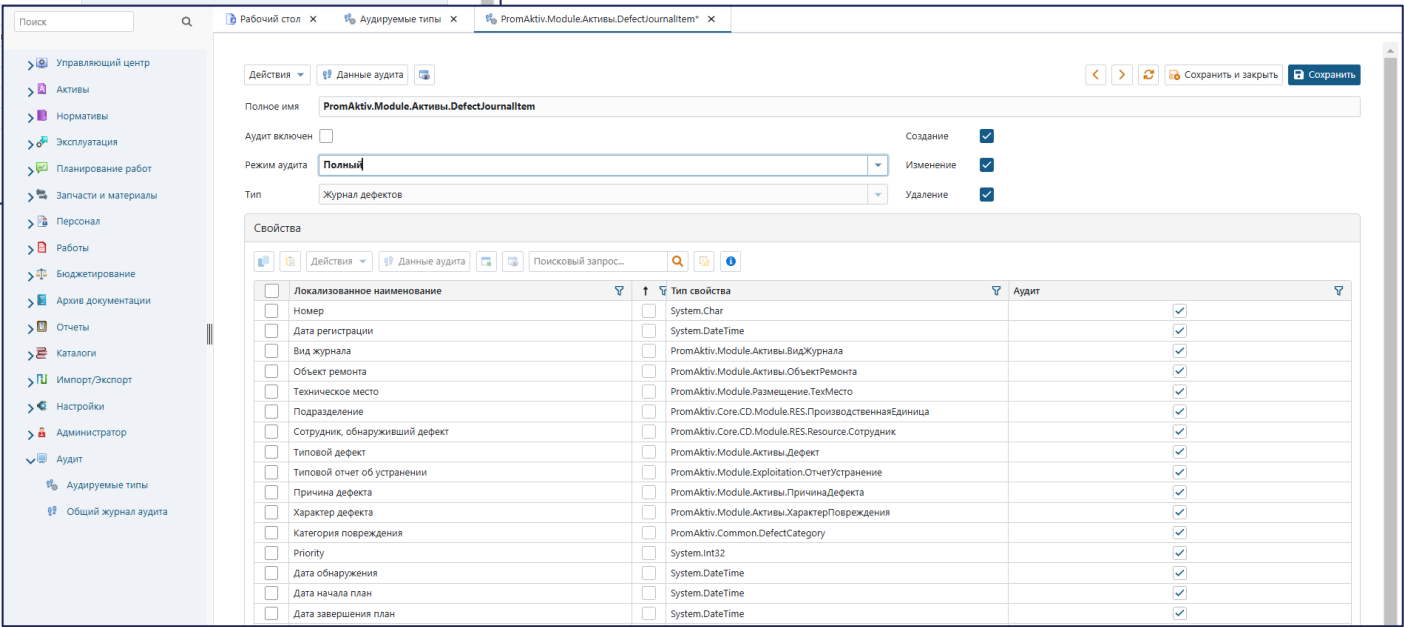 Поиск
Рабочий стол
Аудируемые типы
PromAktiv.Module.Активы.DefectJournalItem*
Управляющий центр
Активы
Нормативы
Эксплуатация
Планирование работ
Запчасти и материалы
Персонал
Работы
Бюджетирование
Архив документации
Отчеты
Каталоги
Импорт/Экспорт
Настройки
Администратор
Аудит
Аудируемые типы
Общий журнал аудита
Действия
Данные аудита
Сохранить и закрыть
Сохранить
Полное имя
PromAktiv.Module.Активы.DefectJournalItem
Аудит включен
Создание
Режим аудита
Полный
Изменение
Тип
Журнал дефектов
Удаление
Свойства
Действия
Данные аудита
Поисковый запрос...
Локализованное наименование
Тип свойства
Аудит
Номер System.Char
Дата регистрации System.DateTime
Вид журнала PromAktiv.Module.Активы.ВидЖурнала
Объект ремонта PromAktiv.Module.Активы.ОбъектРемонта
Техническое место PromAktiv.Module.Размещение.ТехМесто
Подразделение PromAktiv.Core.CD.Module.RES.ПроизводственнаяЕдиница
Сотрудник, обнаруживший дефект PromAktiv.Core.CD.Module.RES.Resource.Сотрудник
Типовой дефект PromAktiv.Module.Активы.Дефект
Типовой отчет об устранении PromAktiv.Module.Exploitation.ОтчетУстранение
Причина дефекта PromAktiv.Module.Активы.ПричинаДефекта
Характер дефекта PromAktiv.Module.Активы.ХарактерПовреждения
Категория повреждения PromAktiv.Common.DefectCategory
Priority System.Int32
Дата обнаружения System.DateTime
Дата начала план System.DateTime
Дата завершения план System.DateTime